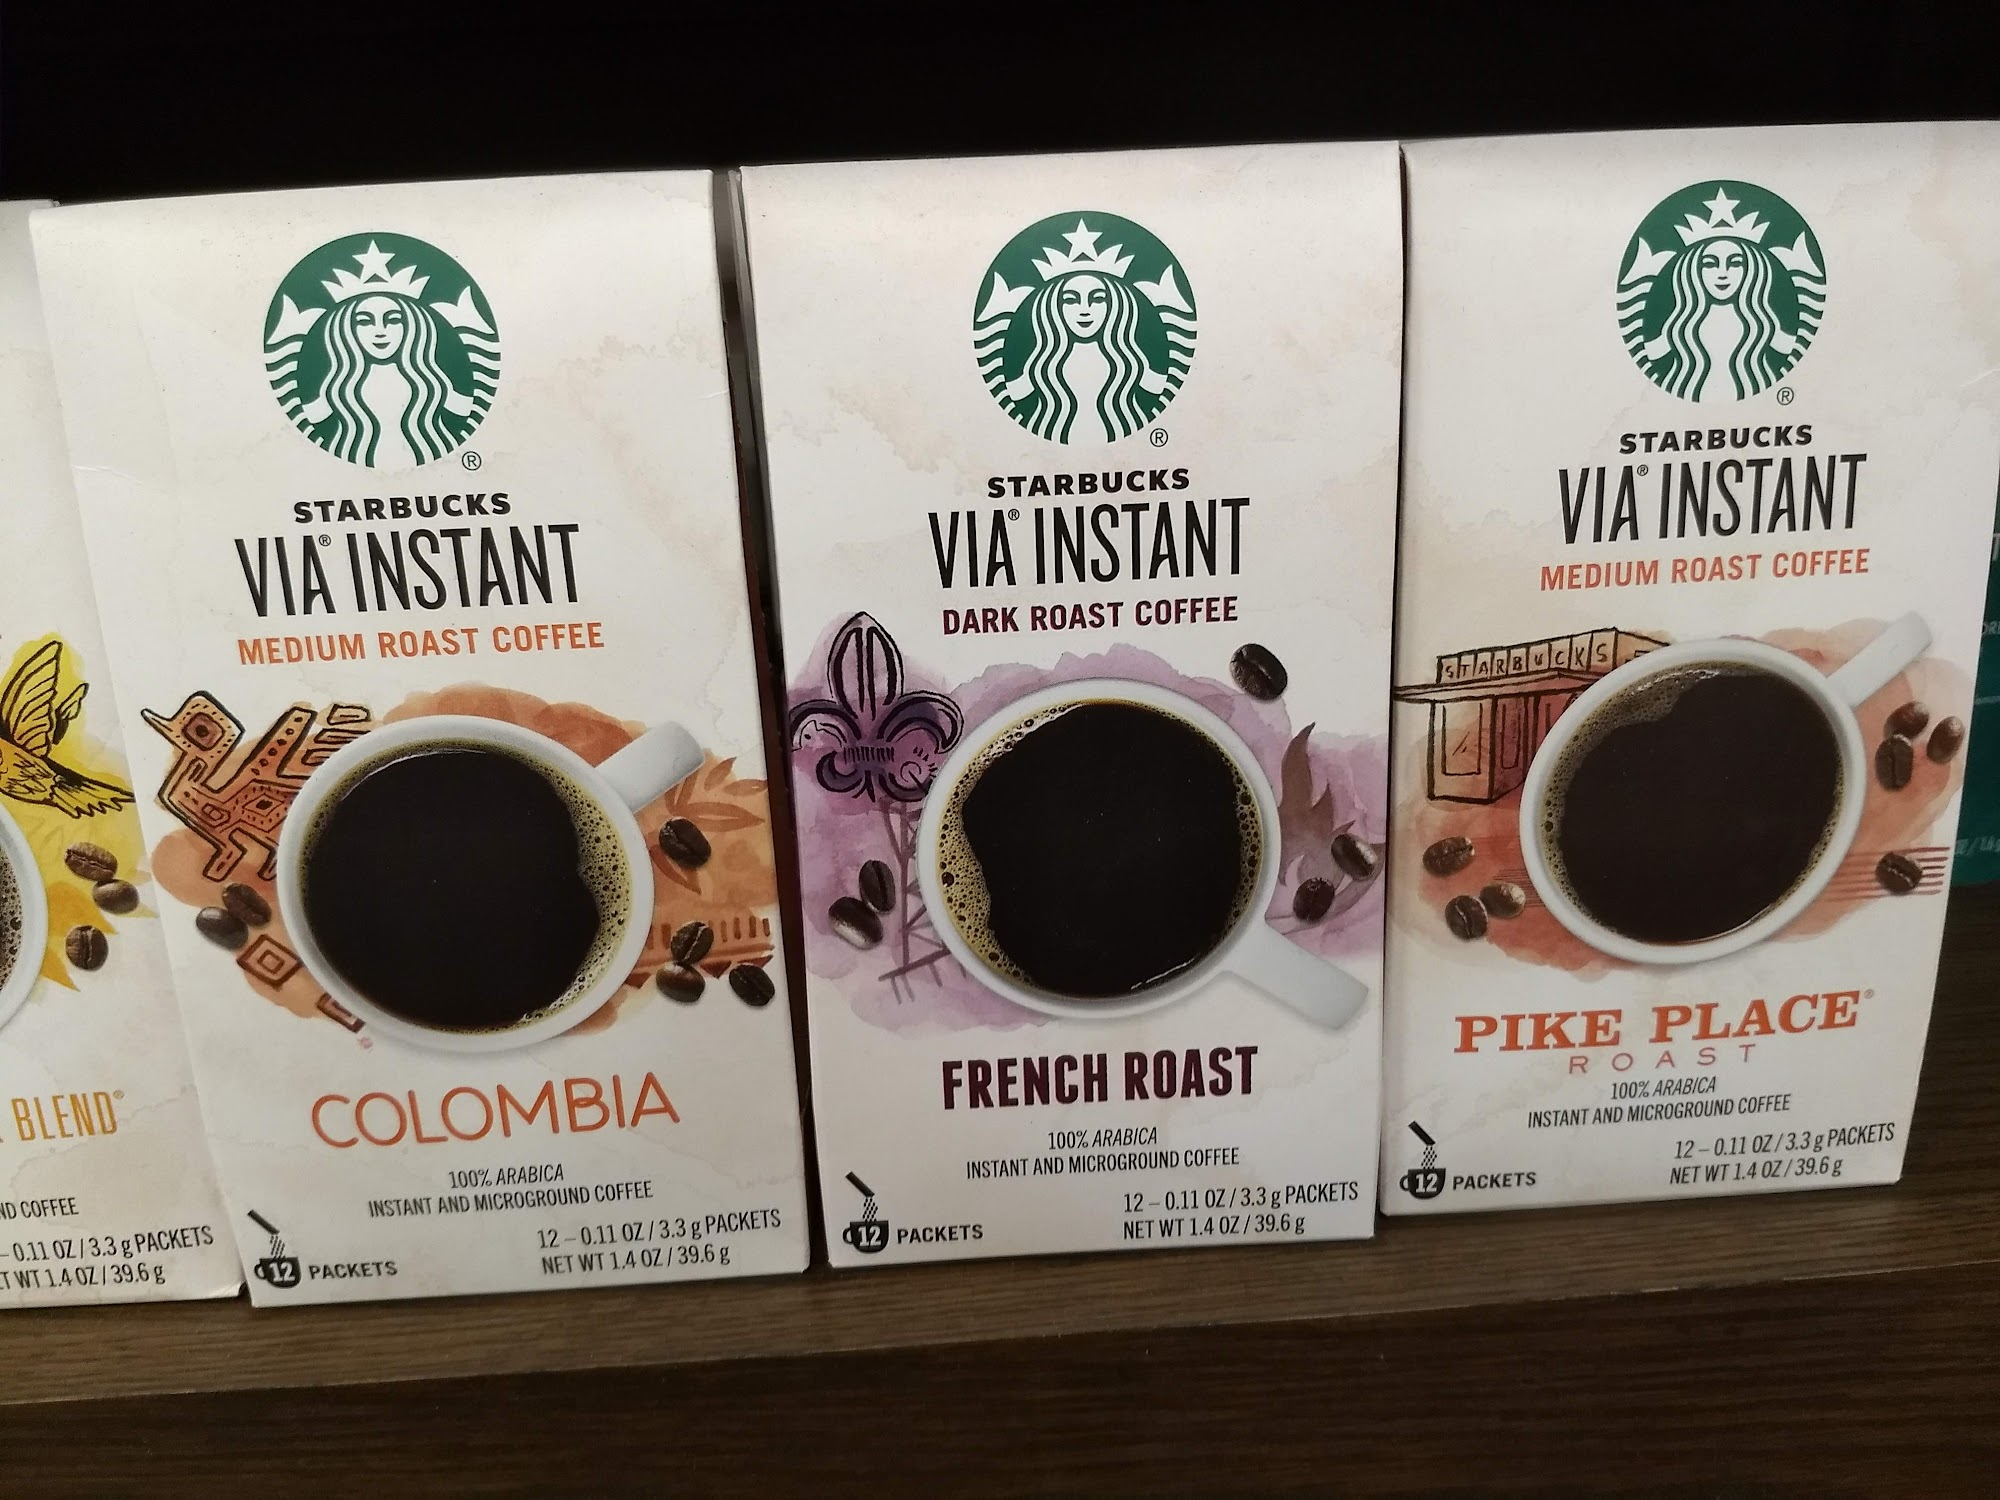 BLEND®
COFFEE
0.11 OZ / 3.3 g PACKETS
WT 1.4 OZ / 39.6 g
®
STARBUCKS
VIA® INSTANT
MEDIUM ROAST COFFEE
COLOMBIA
100% ARABICA
INSTANT AND MICROGROUND COFFEE
12 PACKETS
12 – 0.11 OZ / 3.3 g PACKETS
NET WT 1.4 OZ / 39.6 g
®
STARBUCKS
VIA® INSTANT
DARK ROAST COFFEE
FRENCH ROAST
100% ARABICA
INSTANT AND MICROGROUND COFFEE
12 PACKETS
12 – 0.11 OZ / 3.3 g PACKETS
NET WT 1.4 OZ / 39.6 g
®
STARBUCKS
VIA® INSTANT
MEDIUM ROAST COFFEE
STARBUCKS
PIKE PLACE®
ROAST
100% ARABICA
INSTANT AND MICROGROUND COFFEE
12 PACKETS
12 – 0.11 OZ / 3.3 g PACKETS
NET WT 1.4 OZ / 39.6 g